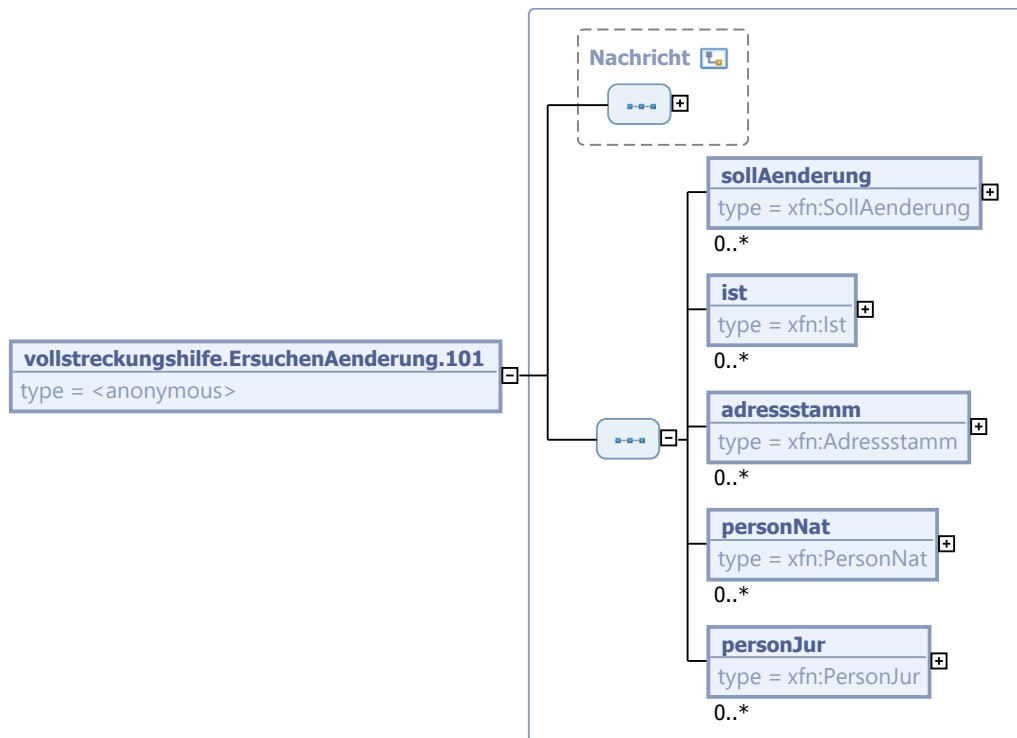 Nachricht
sollAenderung
type = xfn:SollAenderung
0..*
ist
type = xfn:Ist
0..*
vollstreckungshilfe.ErsuchenAenderung.101
type = <anonymous>
adressstamm
type = xfn:Adressstamm
0..*
personNat
type = xfn:PersonNat
0..*
personJur
type = xfn:PersonJur
0..*